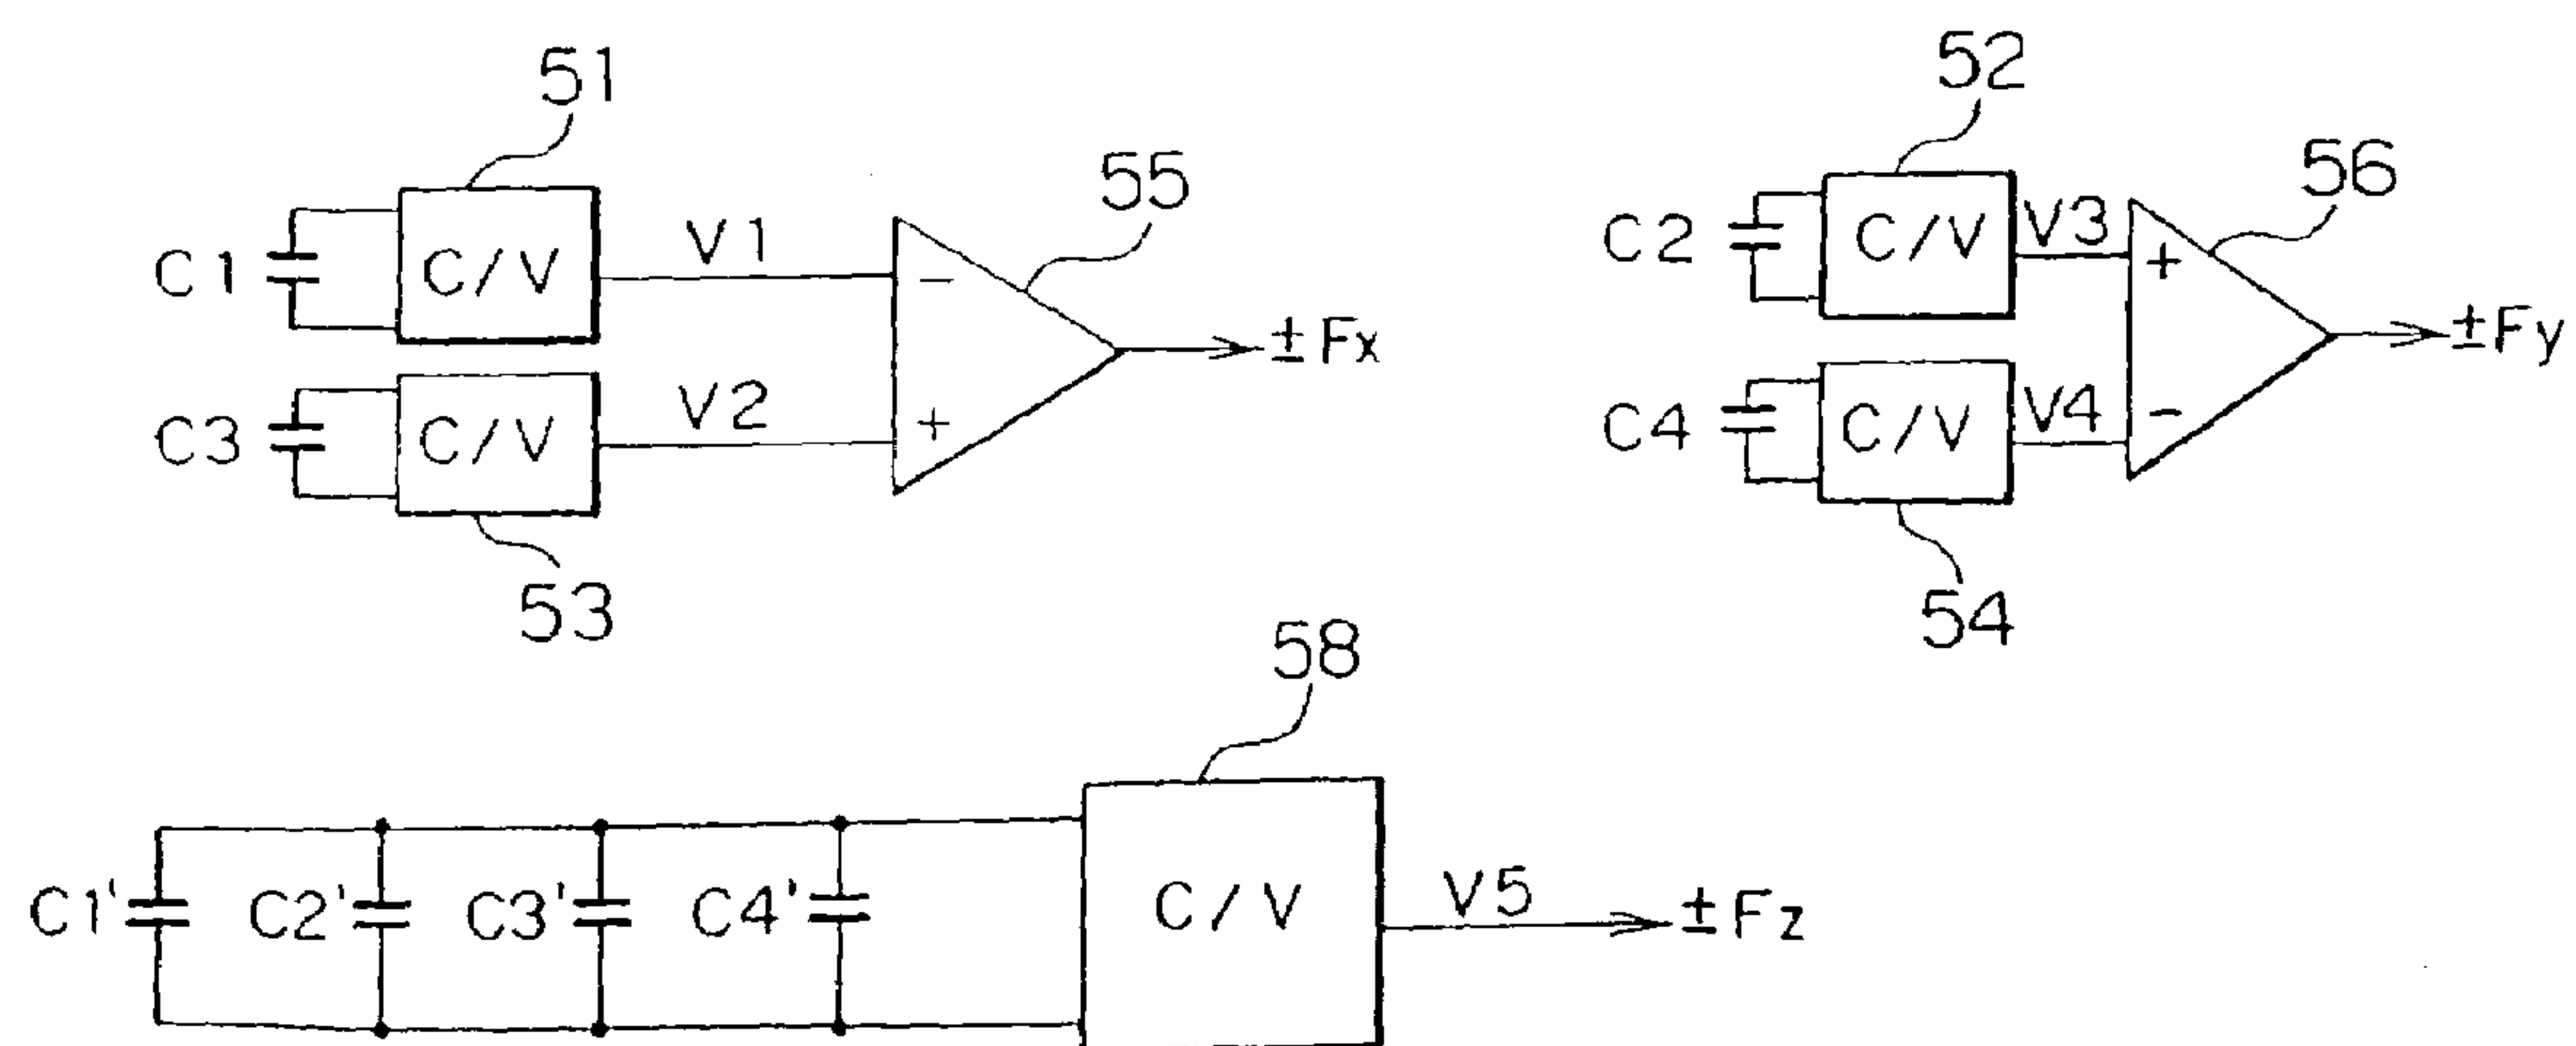 51
C1
C/V
V1
−
55
±Fx
C3
C/V
V2
+
53
52
C2
C/V
V3
+
56
±Fy
C4
C/V
V4
−
54
58
C1'
C2'
C3'
C4'
C/V
V5
±Fz